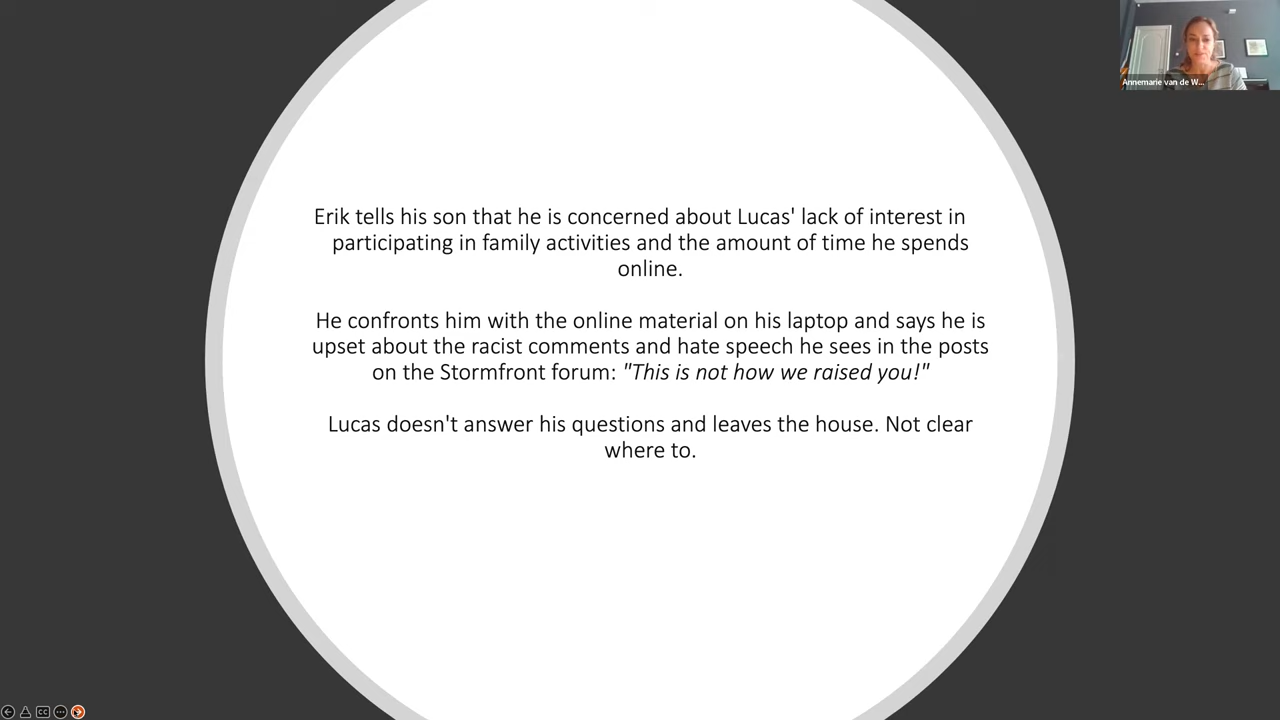 Annemarie van de W...
Erik tells his son that he is concerned about Lucas' lack of interest in
participating in family activities and the amount of time he spends
online.
He confronts him with the online material on his laptop and says he is
upset about the racist comments and hate speech he sees in the posts
on the Stormfront forum: "This is not how we raised you!"
Lucas doesn't answer his questions and leaves the house. Not clear
where to.
CC